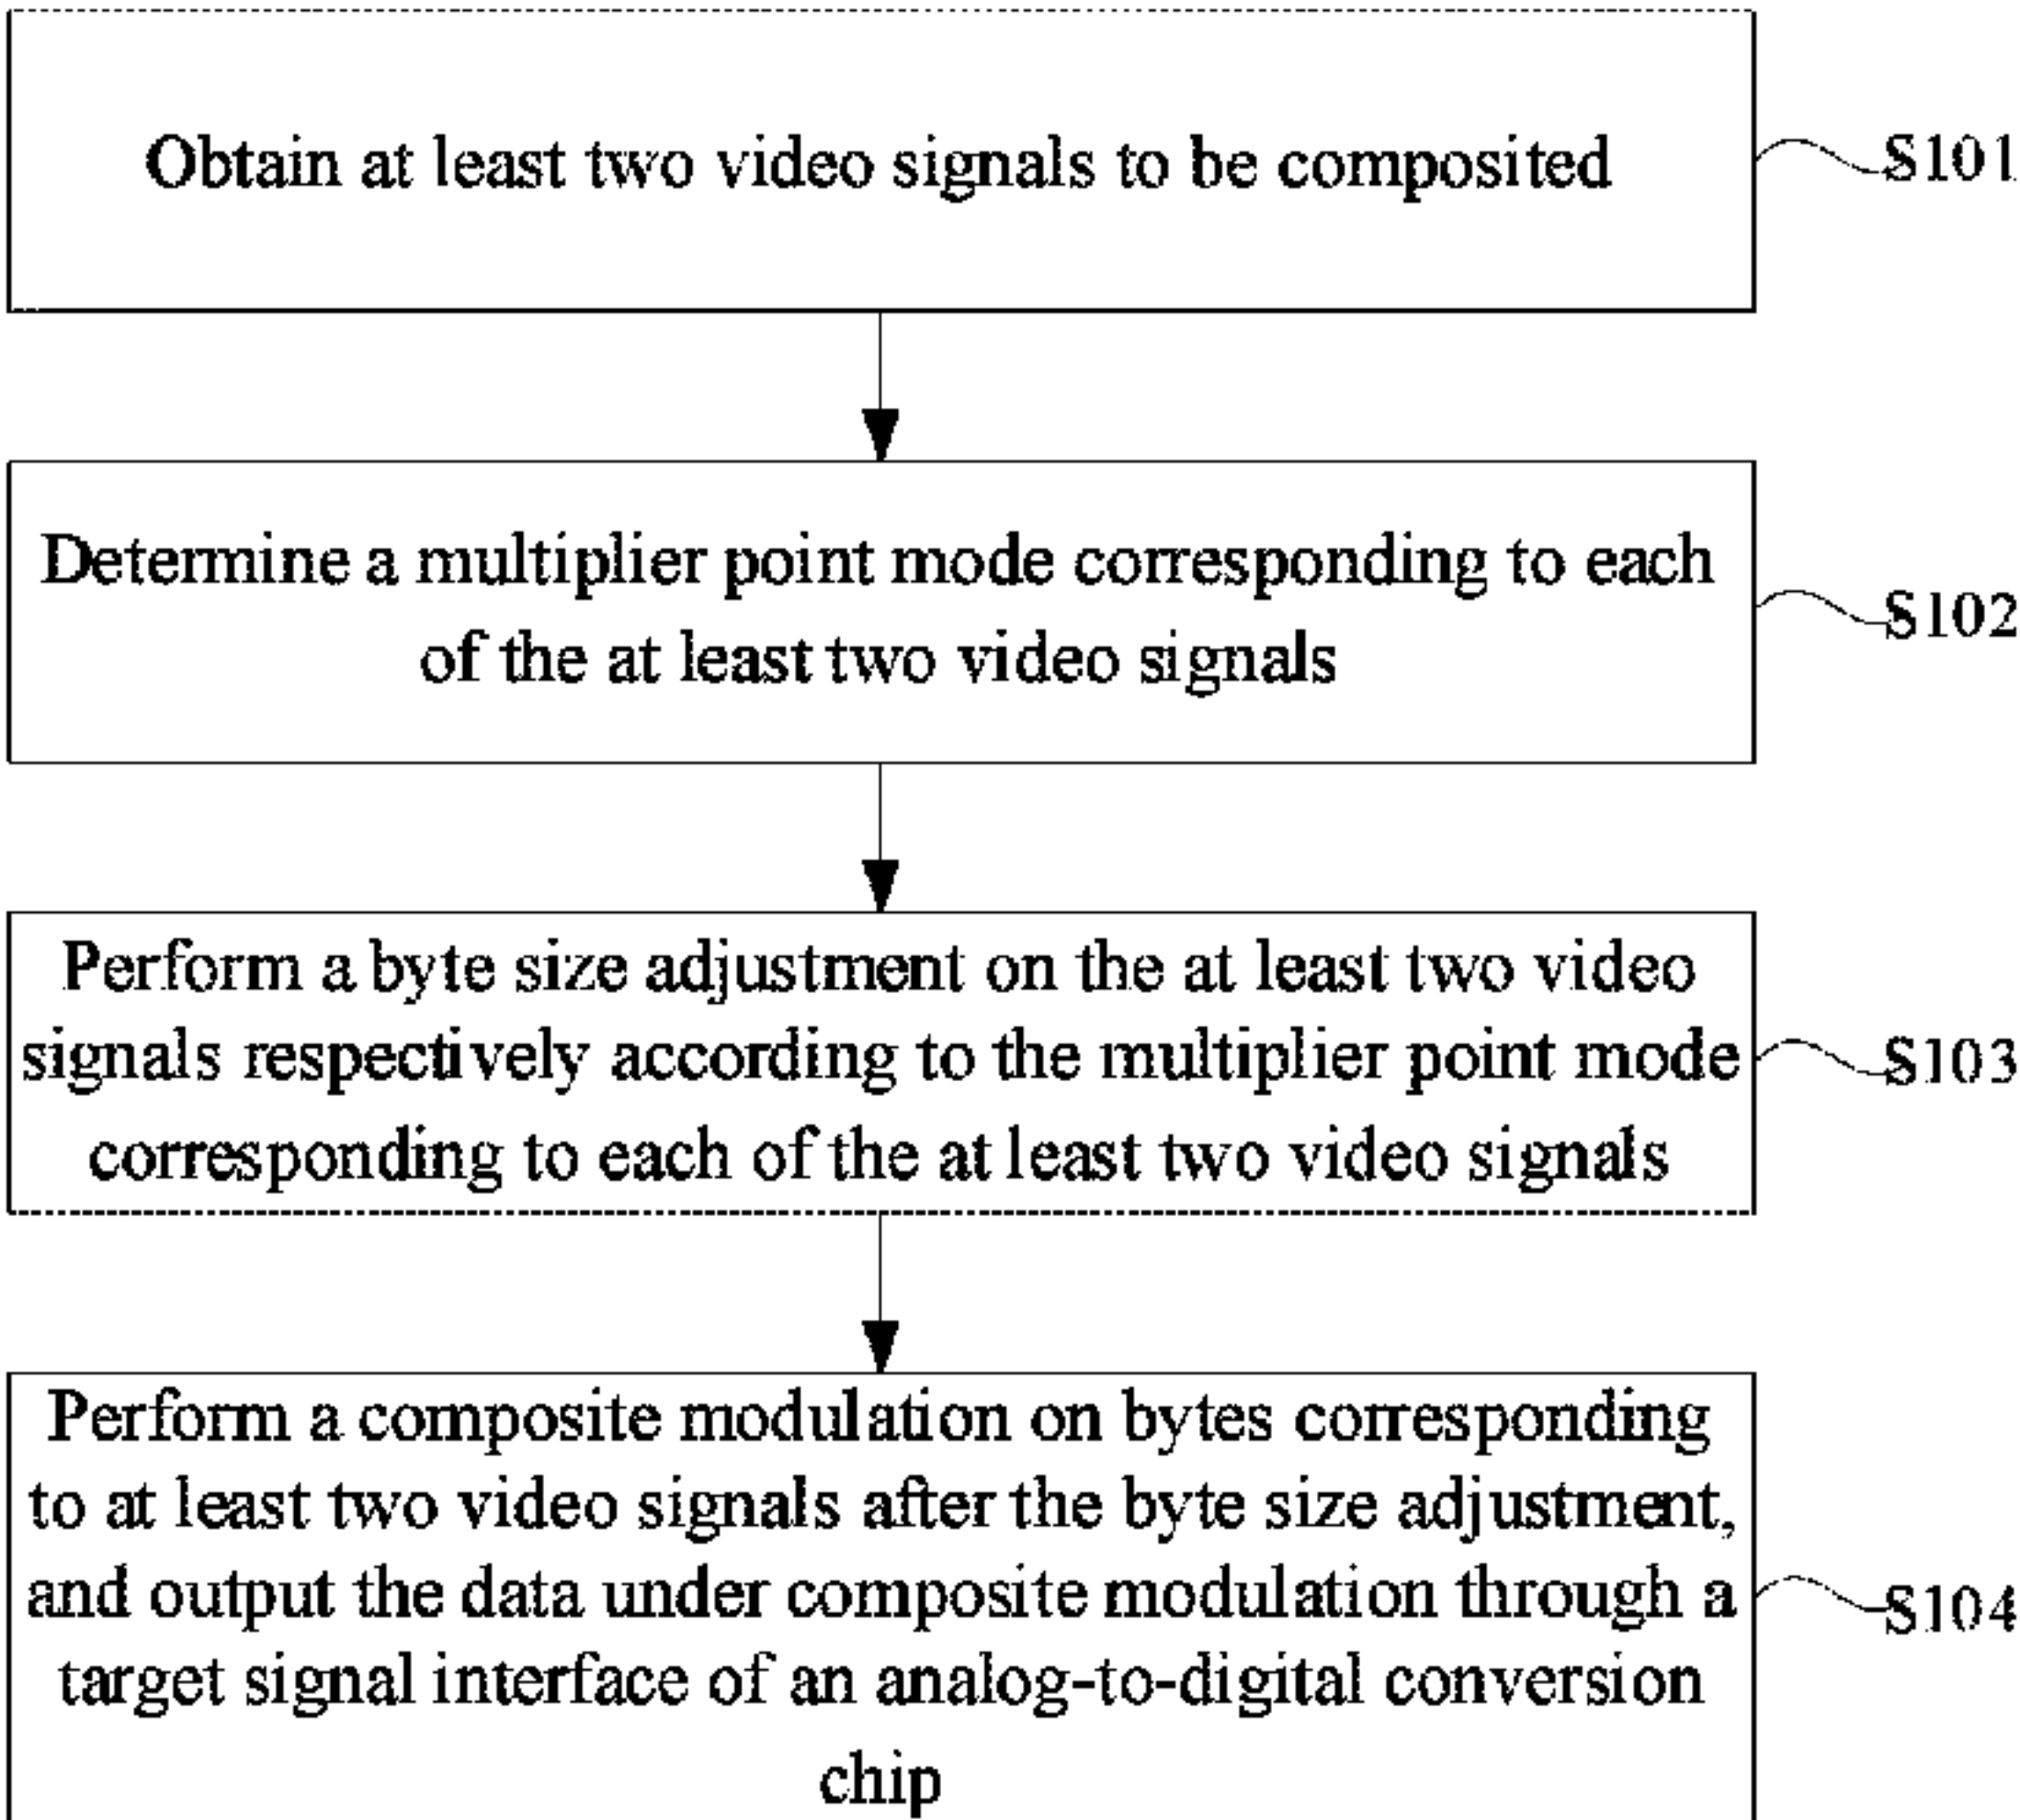 Obtain at least two video signals to be composited
S101
Determine a multiplier point mode corresponding to each
of the at least two video signals
S102
Perform a byte size adjustment on the at least two video
signals respectively according to the multiplier point mode
corresponding to each of the at least two video signals
S103
Perform a composite modulation on bytes corresponding
to at least two video signals after the byte size adjustment,
and output the data under composite modulation through a
target signal interface of an analog-to-digital conversion
chip
S104